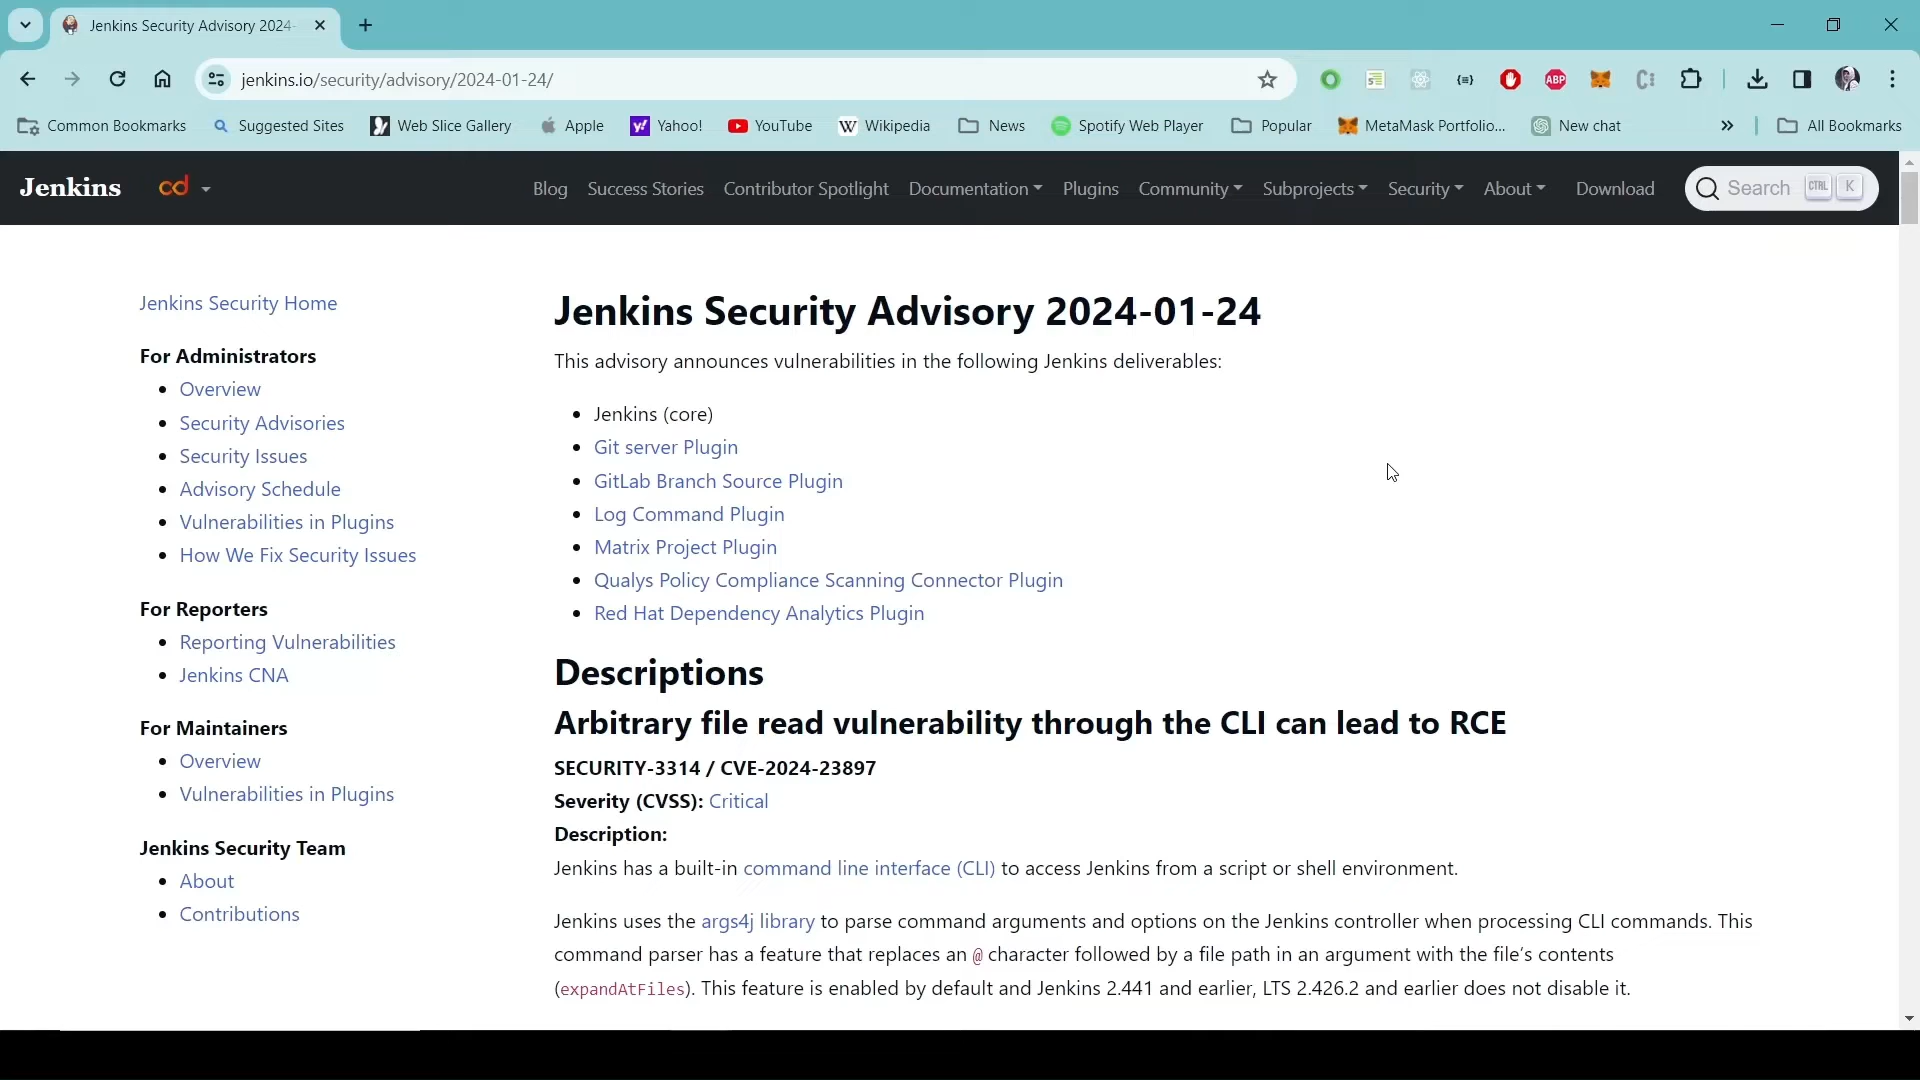 Jenkins Security Advisory 2024-
jenkins.io/security/advisory/2024-01-24/
ABP
Common Bookmarks
Suggested Sites
Web Slice Gallery
Apple
Yahoo!
YouTube
W Wikipedia
News
Spotify Web Player
Popular
MetaMask Portfolio...
New chat
All Bookmarks
Jenkins
cd
Blog
Success Stories
Contributor Spotlight
Documentation
Plugins
Community
Subprojects
Security
About
Download
Search CTRL K
Jenkins Security Home
For Administrators
Overview
Security Advisories
Security Issues
Advisory Schedule
Vulnerabilities in Plugins
How We Fix Security Issues
For Reporters
Reporting Vulnerabilities
Jenkins CNA
For Maintainers
Overview
Vulnerabilities in Plugins
Jenkins Security Team
About
Contributions
Jenkins Security Advisory 2024-01-24
This advisory announces vulnerabilities in the following Jenkins deliverables:
Jenkins (core)
Git server Plugin
GitLab Branch Source Plugin
Log Command Plugin
Matrix Project Plugin
Qualys Policy Compliance Scanning Connector Plugin
Red Hat Dependency Analytics Plugin
Descriptions
Arbitrary file read vulnerability through the CLI can lead to RCE
SECURITY-3314 / CVE-2024-23897
Severity (CVSS): Critical
Description:
Jenkins has a built-in command line interface (CLI) to access Jenkins from a script or shell environment.
Jenkins uses the args4j library to parse command arguments and options on the Jenkins controller when processing CLI commands. This
command parser has a feature that replaces an @ character followed by a file path in an argument with the file’s contents
(expandAtFiles). This feature is enabled by default and Jenkins 2.441 and earlier, LTS 2.426.2 and earlier does not disable it.